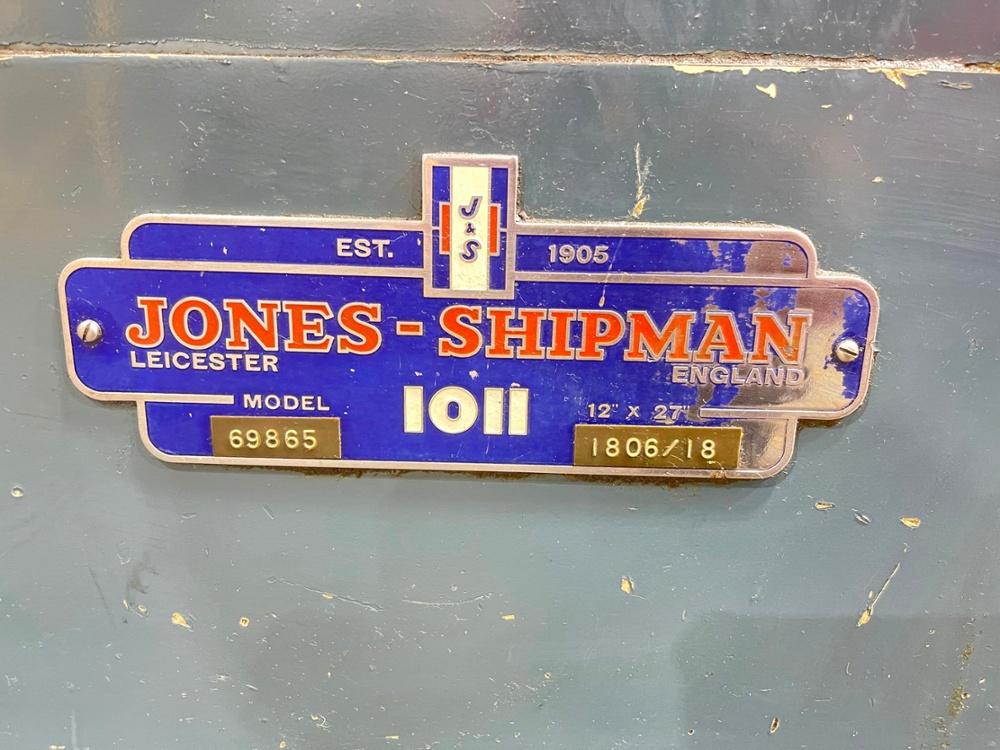 J
&
S
EST. 1905
JONES - SHIPMAN
LEICESTER ENGLAND
MODEL 1011 12" X 27"
69865 1806/18